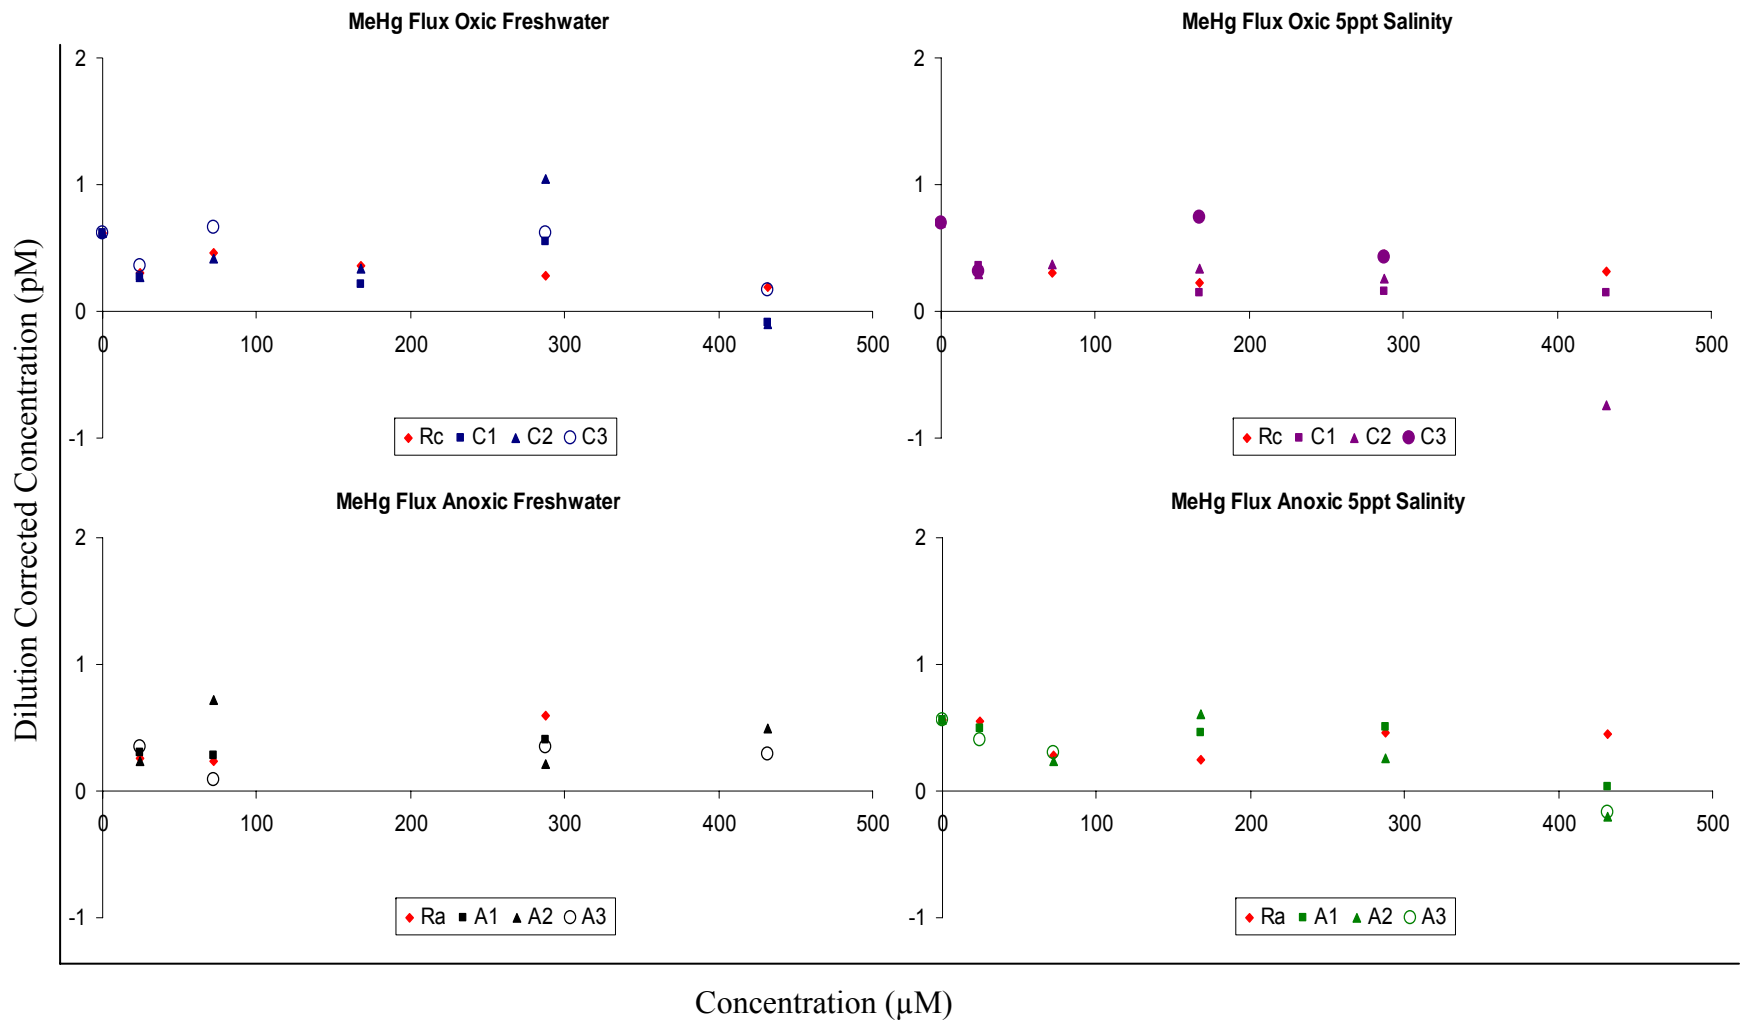 MeHg Flux Oxic Freshwater
2
1
0
-1
0 100 200 300 400 500
Rc C1 C2 C3
MeHg Flux Oxic 5ppt Salinity
2
1
0
-1
0 100 200 300 400 500
Rc C1 C2 C3
MeHg Flux Anoxic Freshwater
2
1
0
-1
0 100 200 300 400 500
Ra A1 A2 A3
MeHg Flux Anoxic 5ppt Salinity
2
1
0
-1
0 100 200 300 400 500
Ra A1 A2 A3
Dilution Corrected Concentration (pM)
Concentration (μM)